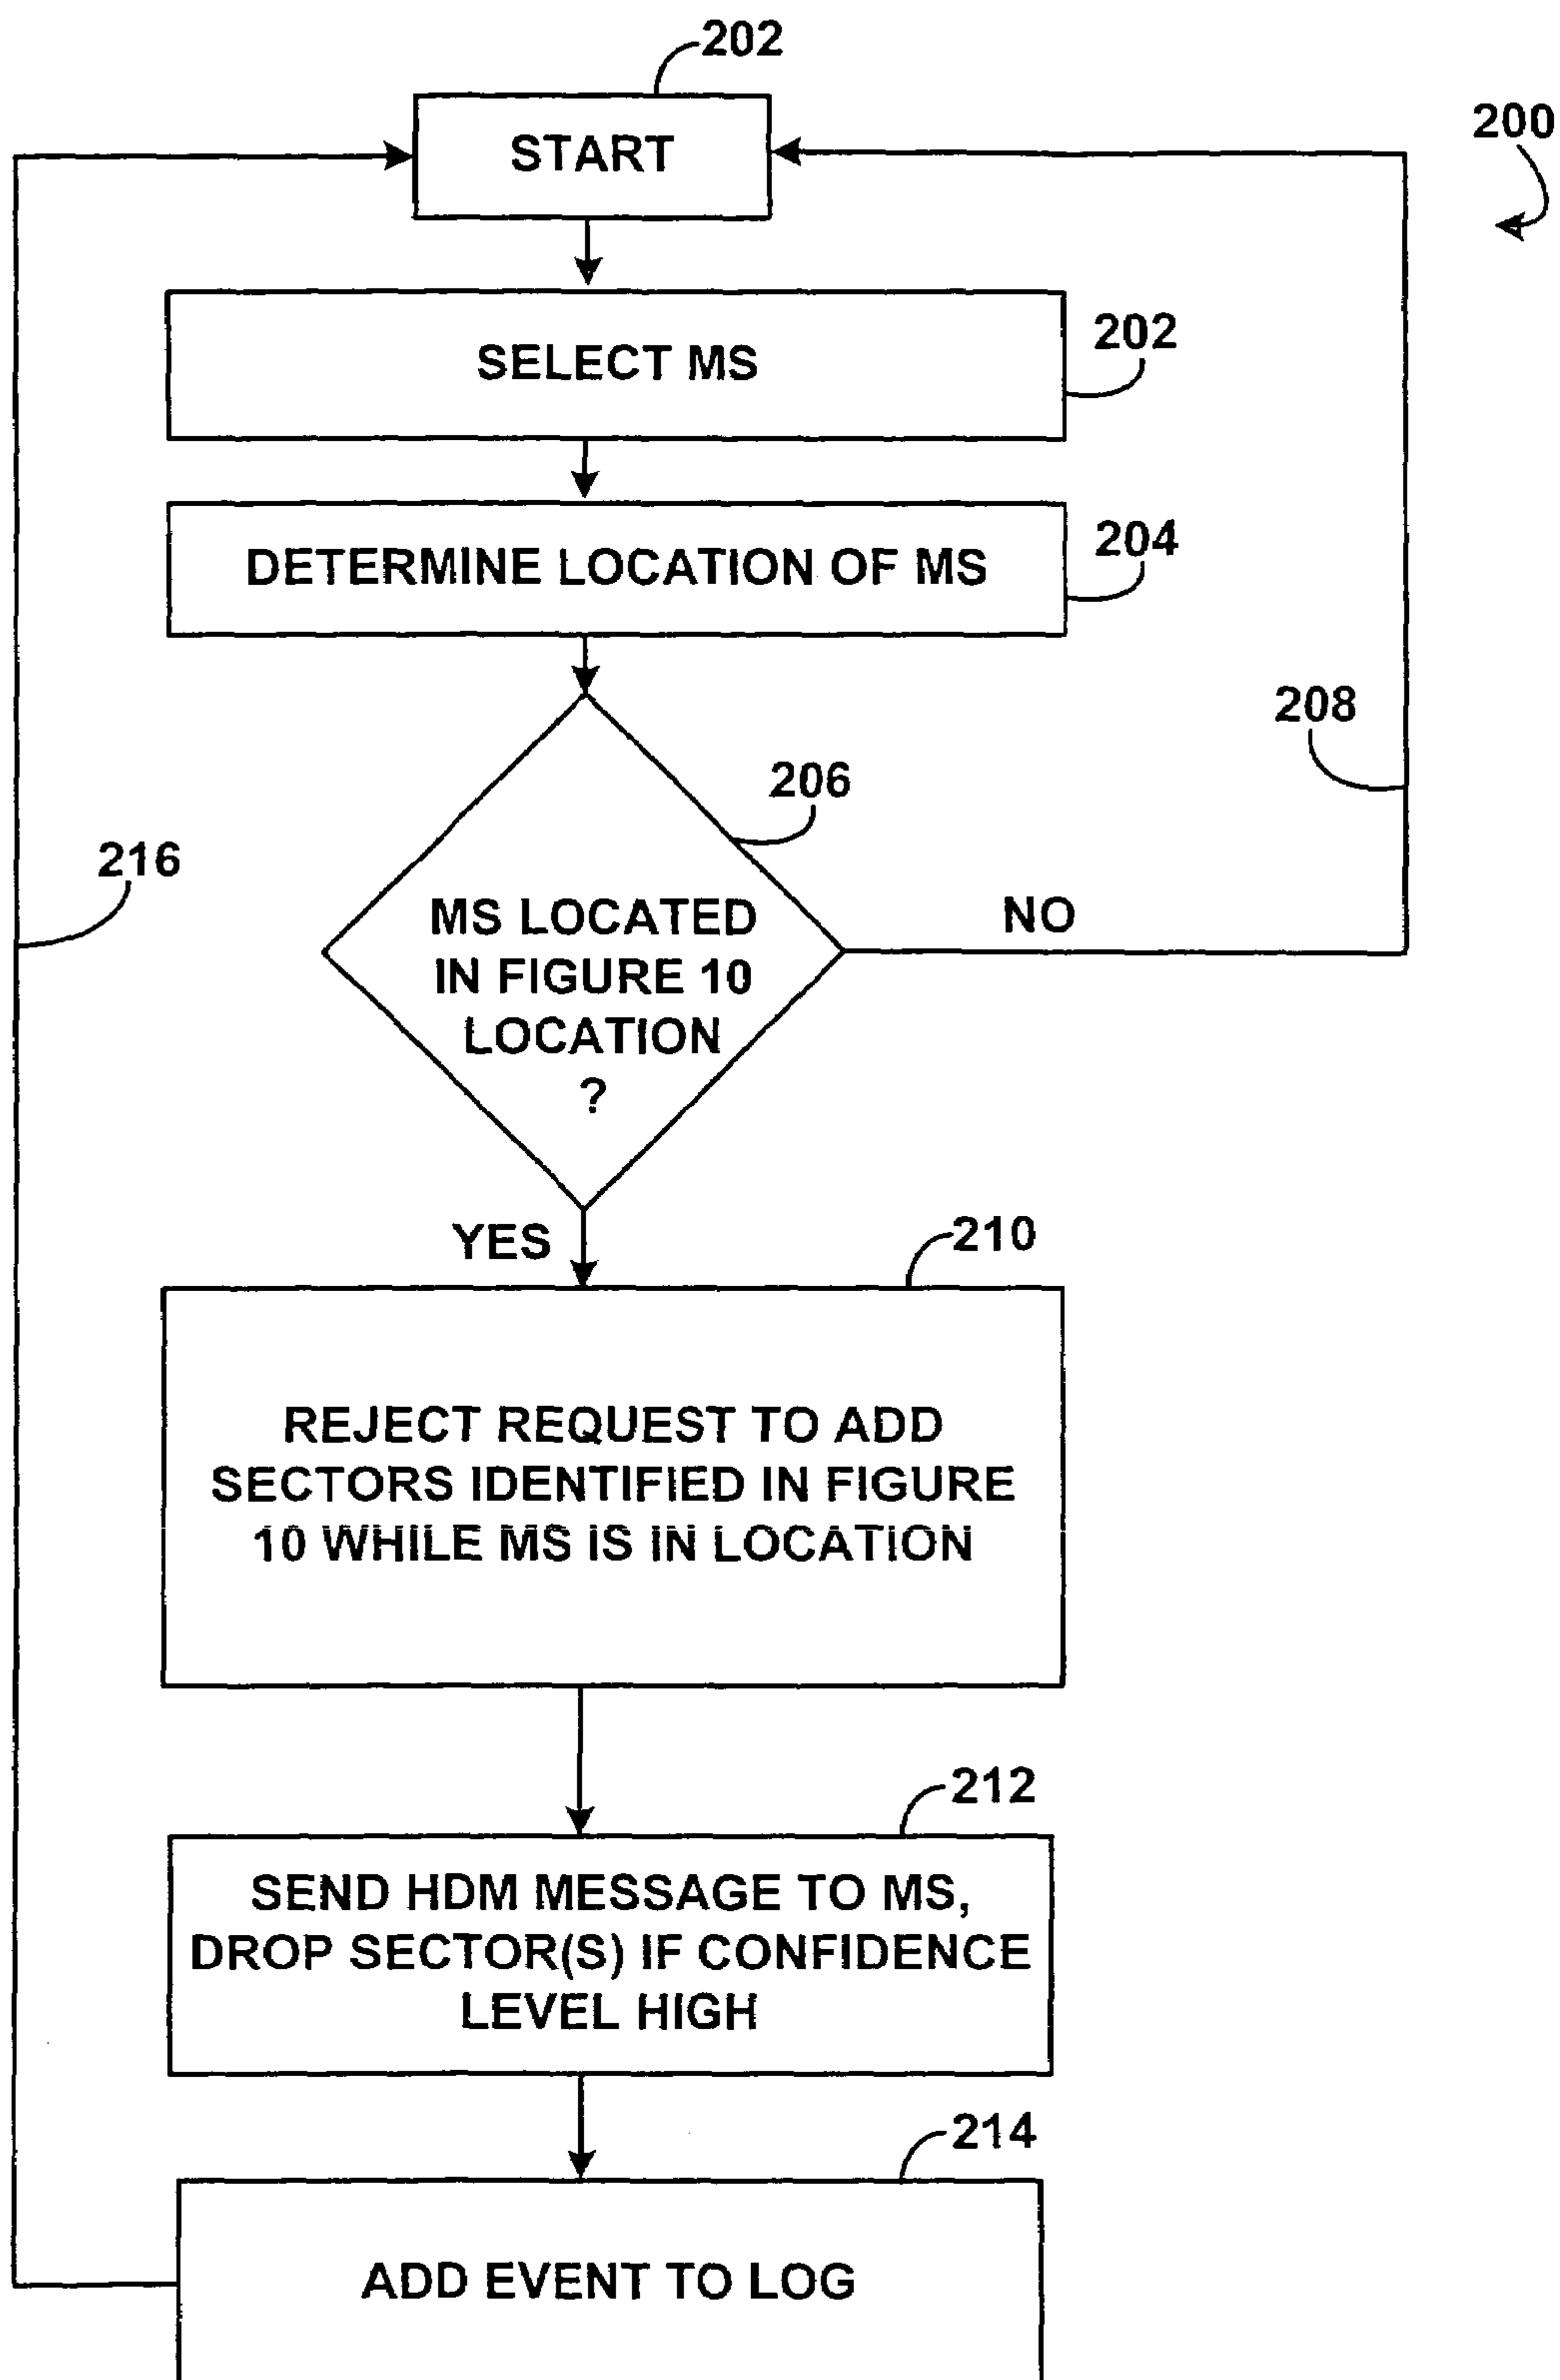 202
START
200
SELECT MS
202
DETERMINE LOCATION OF MS
204
208
206
216
MS LOCATED
IN FIGURE 10
LOCATION
?
NO
YES
210
REJECT REQUEST TO ADD
SECTORS IDENTIFIED IN FIGURE
10 WHILE MS IS IN LOCATION
212
SEND HDM MESSAGE TO MS,
DROP SECTOR(S) IF CONFIDENCE
LEVEL HIGH
214
ADD EVENT TO LOG